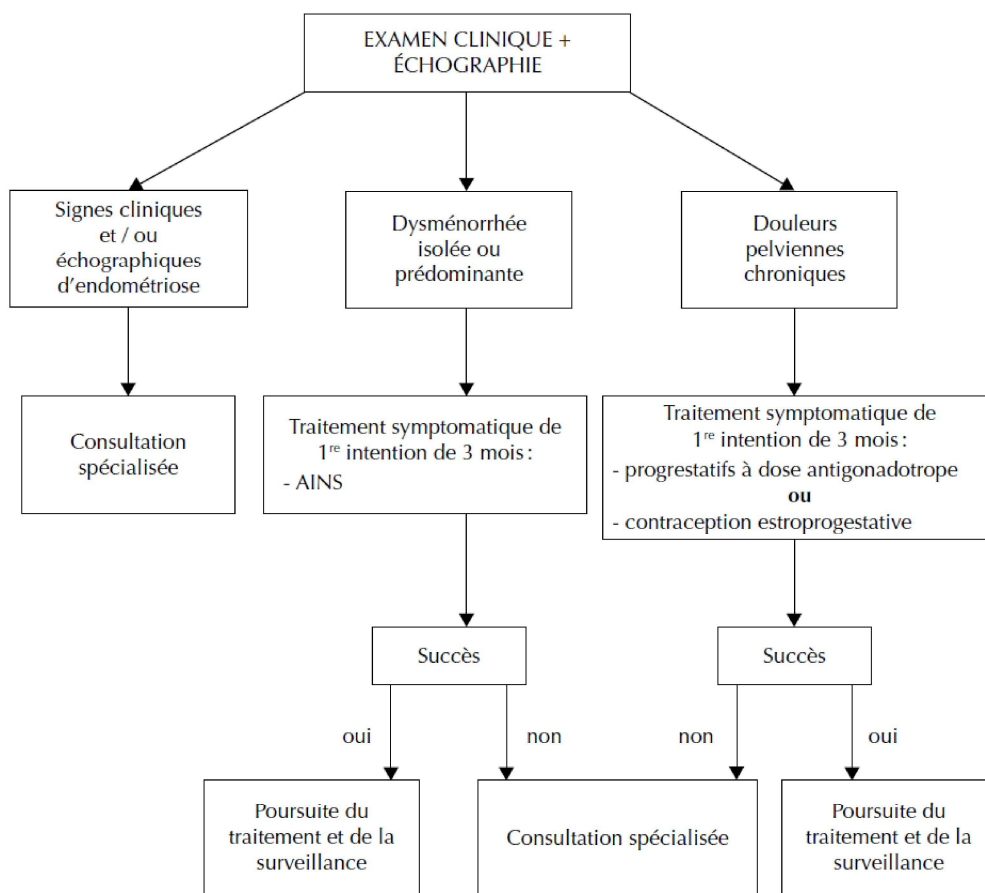 EXAMEN CLINIQUE +
ÉCHOGRAPHIE
Signes cliniques
et / ou
échographiques
d'endométriose
Dysménorrhée
isolée ou
prédominante
Douleurs
pelviennes
chroniques
Consultation
spécialisée
Traitement symptomatique de
1re intention de 3 mois :
- AINS
Traitement symptomatique de
1re intention de 3 mois :
- progrestatifs à dose antigonadotrope
ou
- contraception estroprogestative
Succès
Succès
oui
non
non
oui
Poursuite du
traitement et de la
surveillance
Consultation spécialisée
Poursuite du
traitement et de la
surveillance